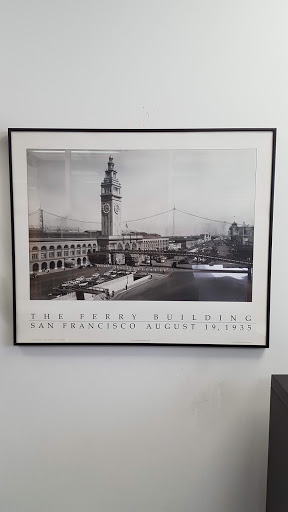 THE FERRY BUILDING
SAN FRANCISCO AUGUST 19, 1935